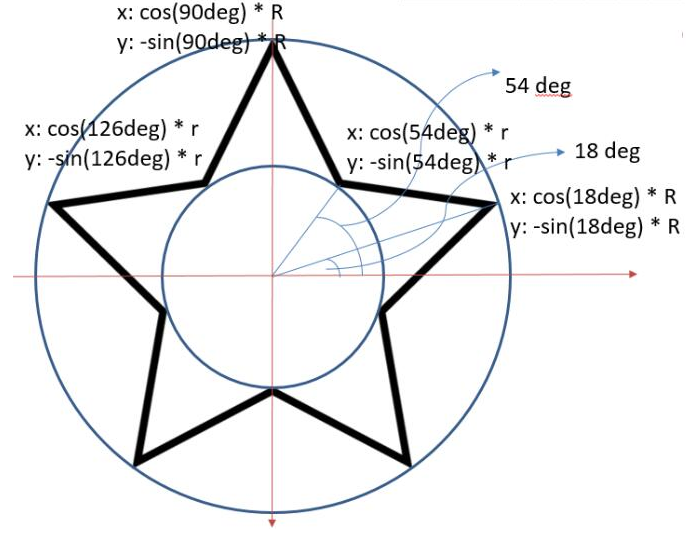 x: cos(90deg) * R
y: -sin(90deg) * R
54 deg
x: cos(126deg) * r
y: -sin(126deg) * r
x: cos(54deg) * r
y: -sin(54deg) * r
18 deg
x: cos(18deg) * R
y: -sin(18deg) * R